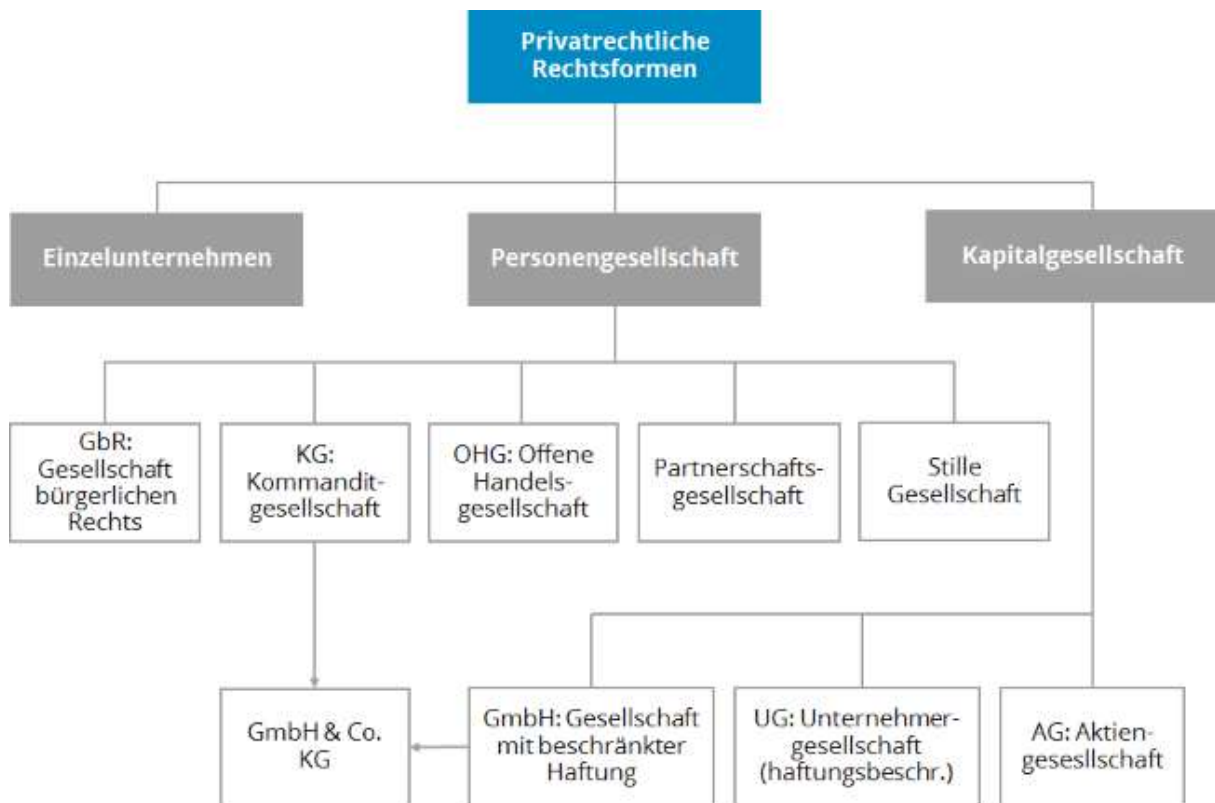 Privatrechtliche
Rechtsformen
Einzelunternehmen
Personengesellschaft
Kapitalgesellschaft
GbR:
Gesellschaft
bürgerlichen
Rechts
KG:
Kommandit-
gesellschaft
OHG: Offene
Handels-
gesellschaft
Partnerschafts-
gesellschaft
Stille
Gesellschaft
GmbH & Co.
KG
GmbH: Gesellschaft
mit beschränkter
Haftung
UG: Unternehmer-
gesellschaft
(haftungsbeschr.)
AG: Aktien-
gesesllschaft